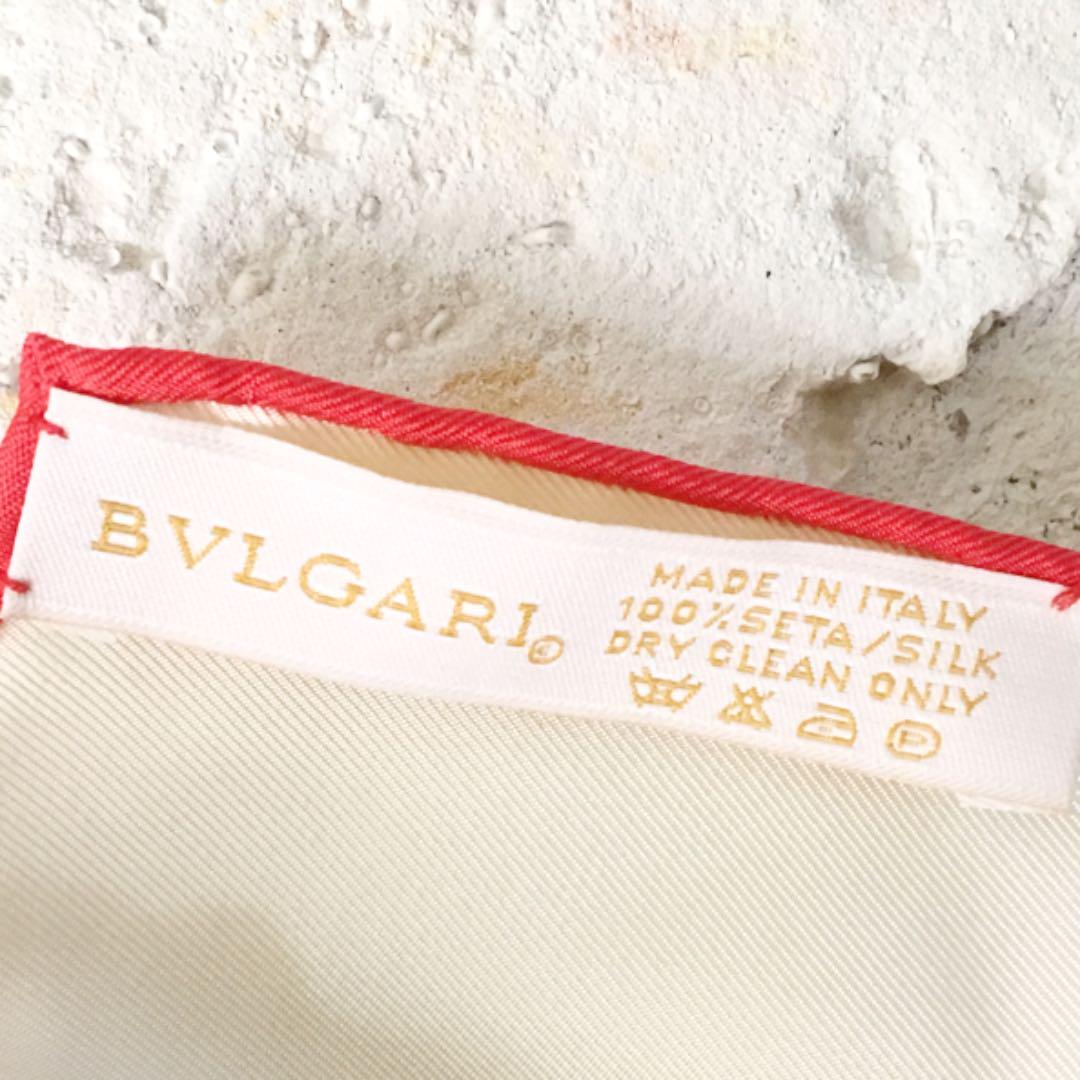 BVLGARI®
MADE IN ITALY
100%SETA/SILK
DRY CLEAN ONLY
P